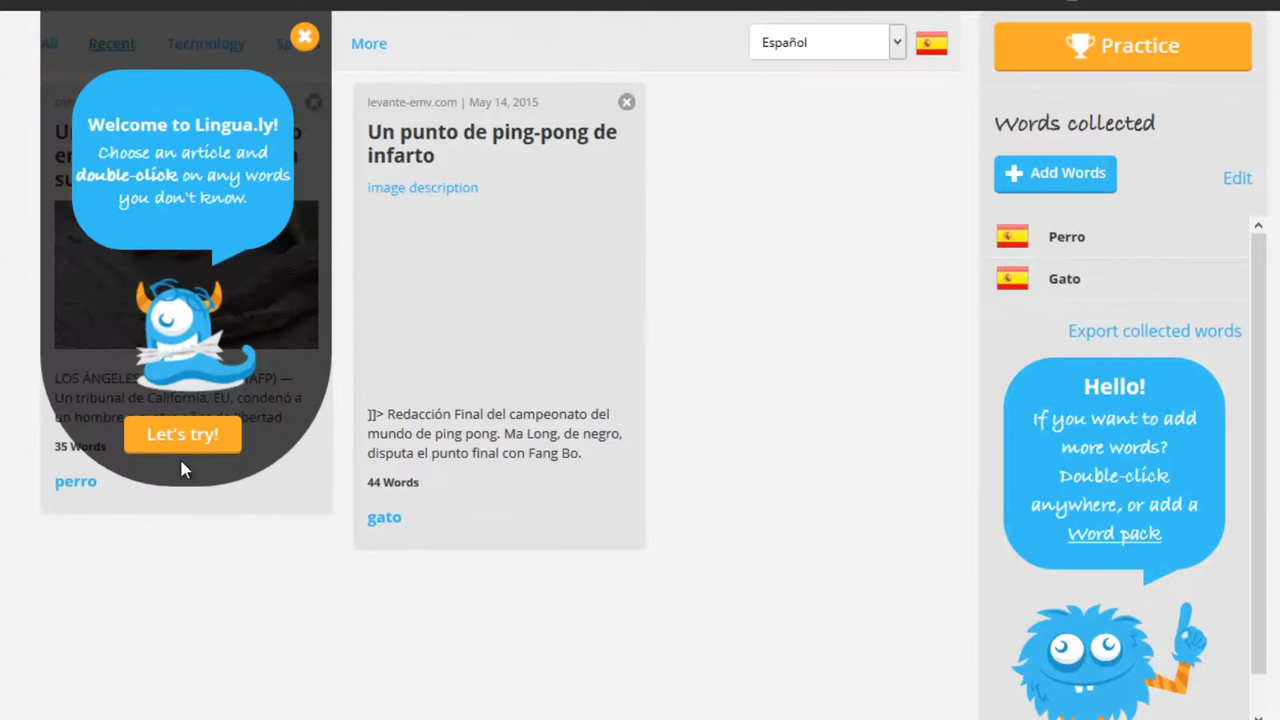 All Recent Technology
More
Español
Welcome to Lingua.ly!
Choose an article and
double-click on any words
you don't know.
LOS ÁNGELES AFP) —
Un tribunal de California, EU, condenó a
un hombre a cuatro años de libertad
Let's try!
35 Words
perro
levante-emv.com | May 14, 2015
Un punto de ping-pong de
infarto
image description
]]> Redacción Final del campeonato del
mundo de ping pong. Ma Long, de negro,
disputa el punto final con Fang Bo.
44 Words
gato
Practice
Words collected
Add Words
Edit
Perro
Gato
Export collected words
Hello!
If you want to add
more words?
Double-click
anywhere, or add a
Word pack